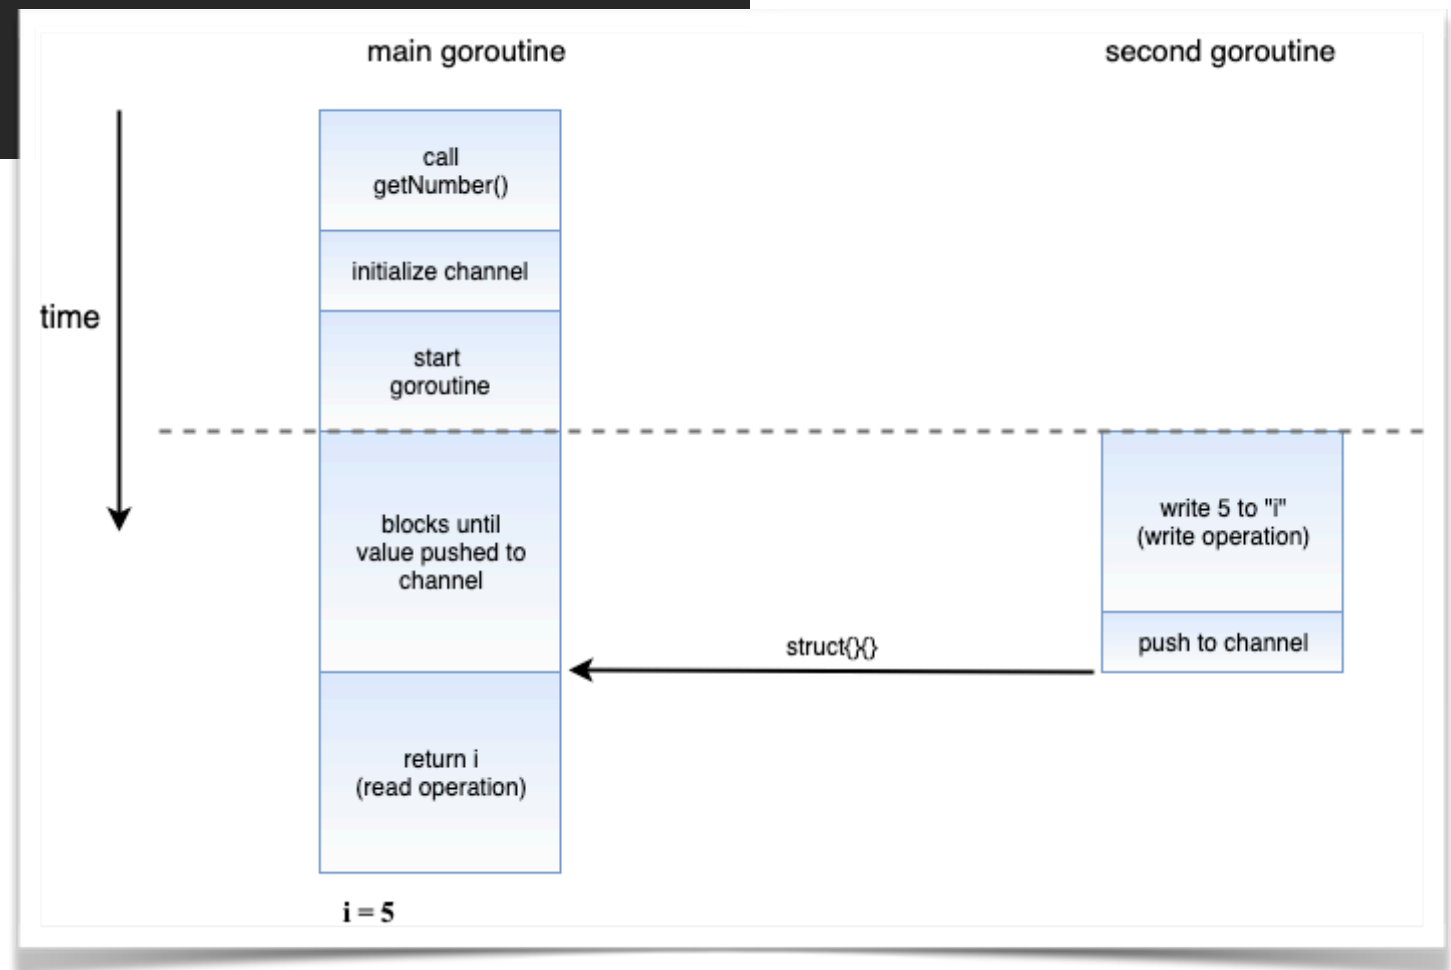 main goroutine
second goroutine
call
getNumber()
initialize channel
time
start
goroutine
blocks until
value pushed to
channel
write 5 to "i"
(write operation)
push to channel
struct{}{}
return i
(read operation)
i = 5